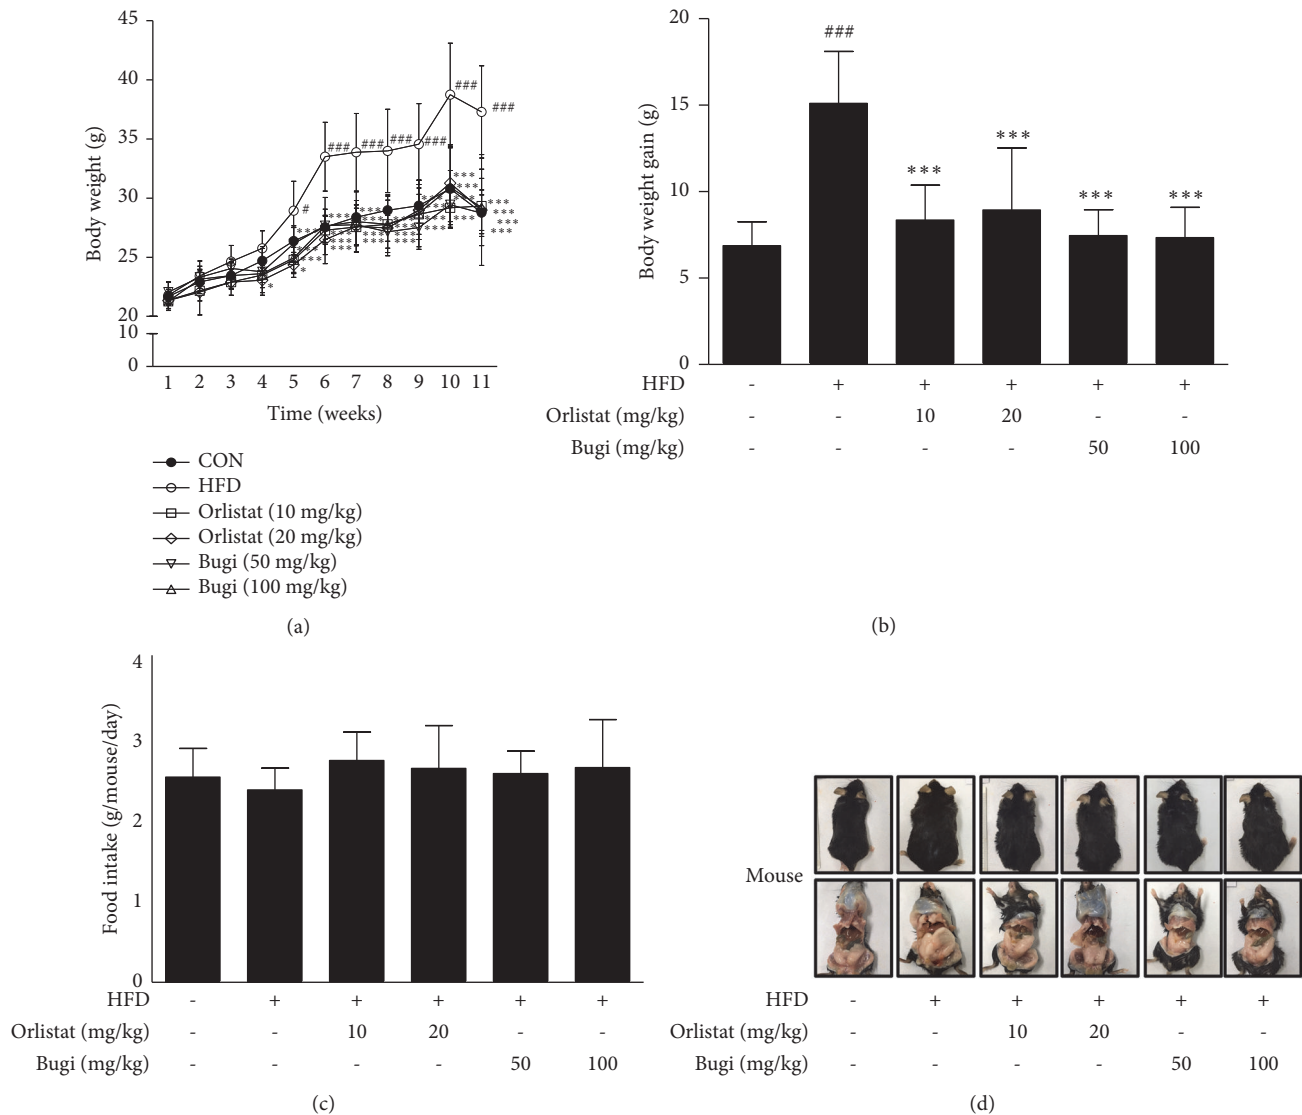 45
40
35
30
25
20
10
0
Body weight (g)
###
###
### ### ### ###
#
*
1 2 3 4 5 6 7 8 9 10 11
Time (weeks)
CON
HFD
Orlistat (10 mg/kg)
Orlistat (20 mg/kg)
Bugi (50 mg/kg)
Bugi (100 mg/kg)
(a)
20
15
10
5
0
Body weight gain (g)
###
*** *** *** ***
HFD - + + + + +
Orlistat (mg/kg) - - 10 20 - -
Bugi (mg/kg) - - - - 50 100
(b)
4
3
2
1
0
Food intake (g/mouse/day)
HFD - + + + + +
Orlistat (mg/kg) - - 10 20 - -
Bugi (mg/kg) - - - - 50 100
(c)
Mouse
HFD - + + + + +
Orlistat (mg/kg) - - 10 20 - -
Bugi (mg/kg) - - - - 50 100
(d)